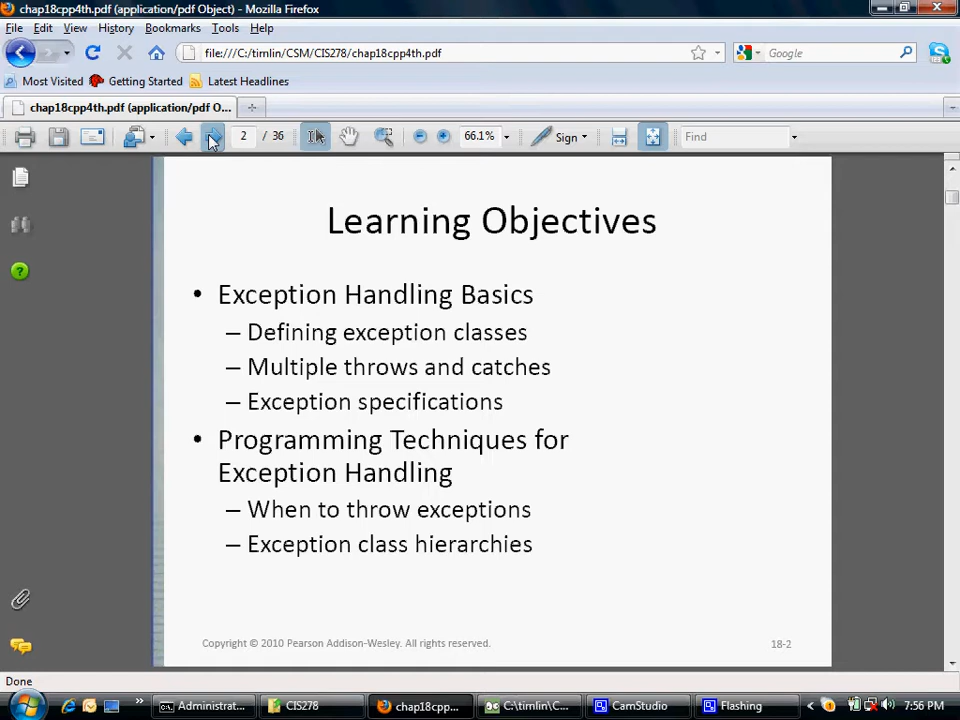 chap18cpp4th.pdf (application/pdf Object) - Mozilla Firefox
File Edit View History Bookmarks Tools Help
file:///C:/timlin/CSM/CIS278/chap18cpp4th.pdf
Google
Most Visited Getting Started Latest Headlines
chap18cpp4th.pdf (application/pdf O...
2 / 36 66.1% Sign Find
Learning Objectives
• Exception Handling Basics
– Defining exception classes
– Multiple throws and catches
– Exception specifications
• Programming Techniques for
Exception Handling
– When to throw exceptions
– Exception class hierarchies
Copyright © 2010 Pearson Addison-Wesley. All rights reserved.
18-2
Done
Administrat... CIS278 chap18cpp... C:\timlin\C... CamStudio Flashing 7:56 PM